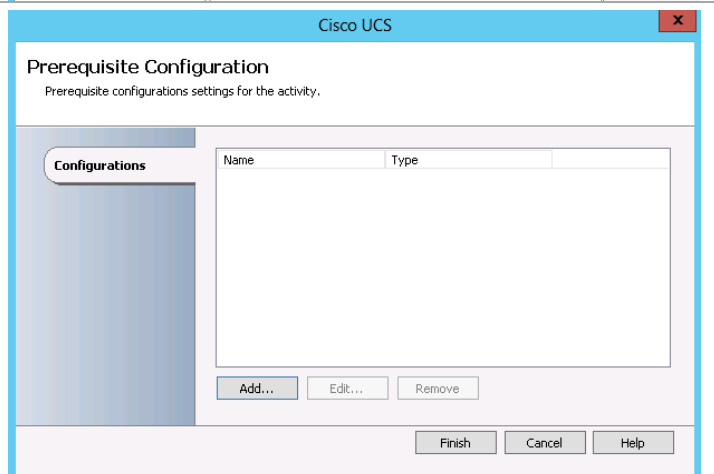 Cisco UCS
x
Prerequisite Configuration
Prerequisite configurations settings for the activity.
Configurations
Name Type
Add... Edit... Remove
Finish Cancel Help